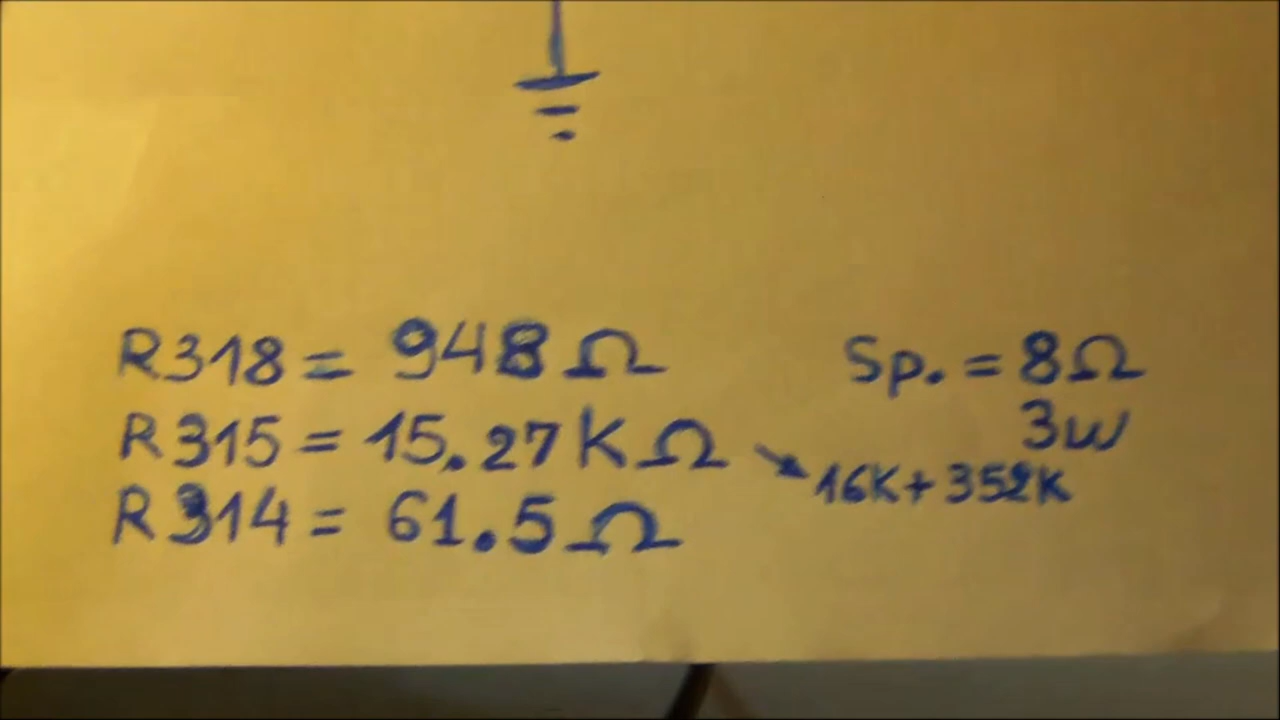 R318 = 948 Ω
R315 = 15.27 KΩ
R314 = 61.5 Ω
Sp. = 8Ω
3W
16K+352K